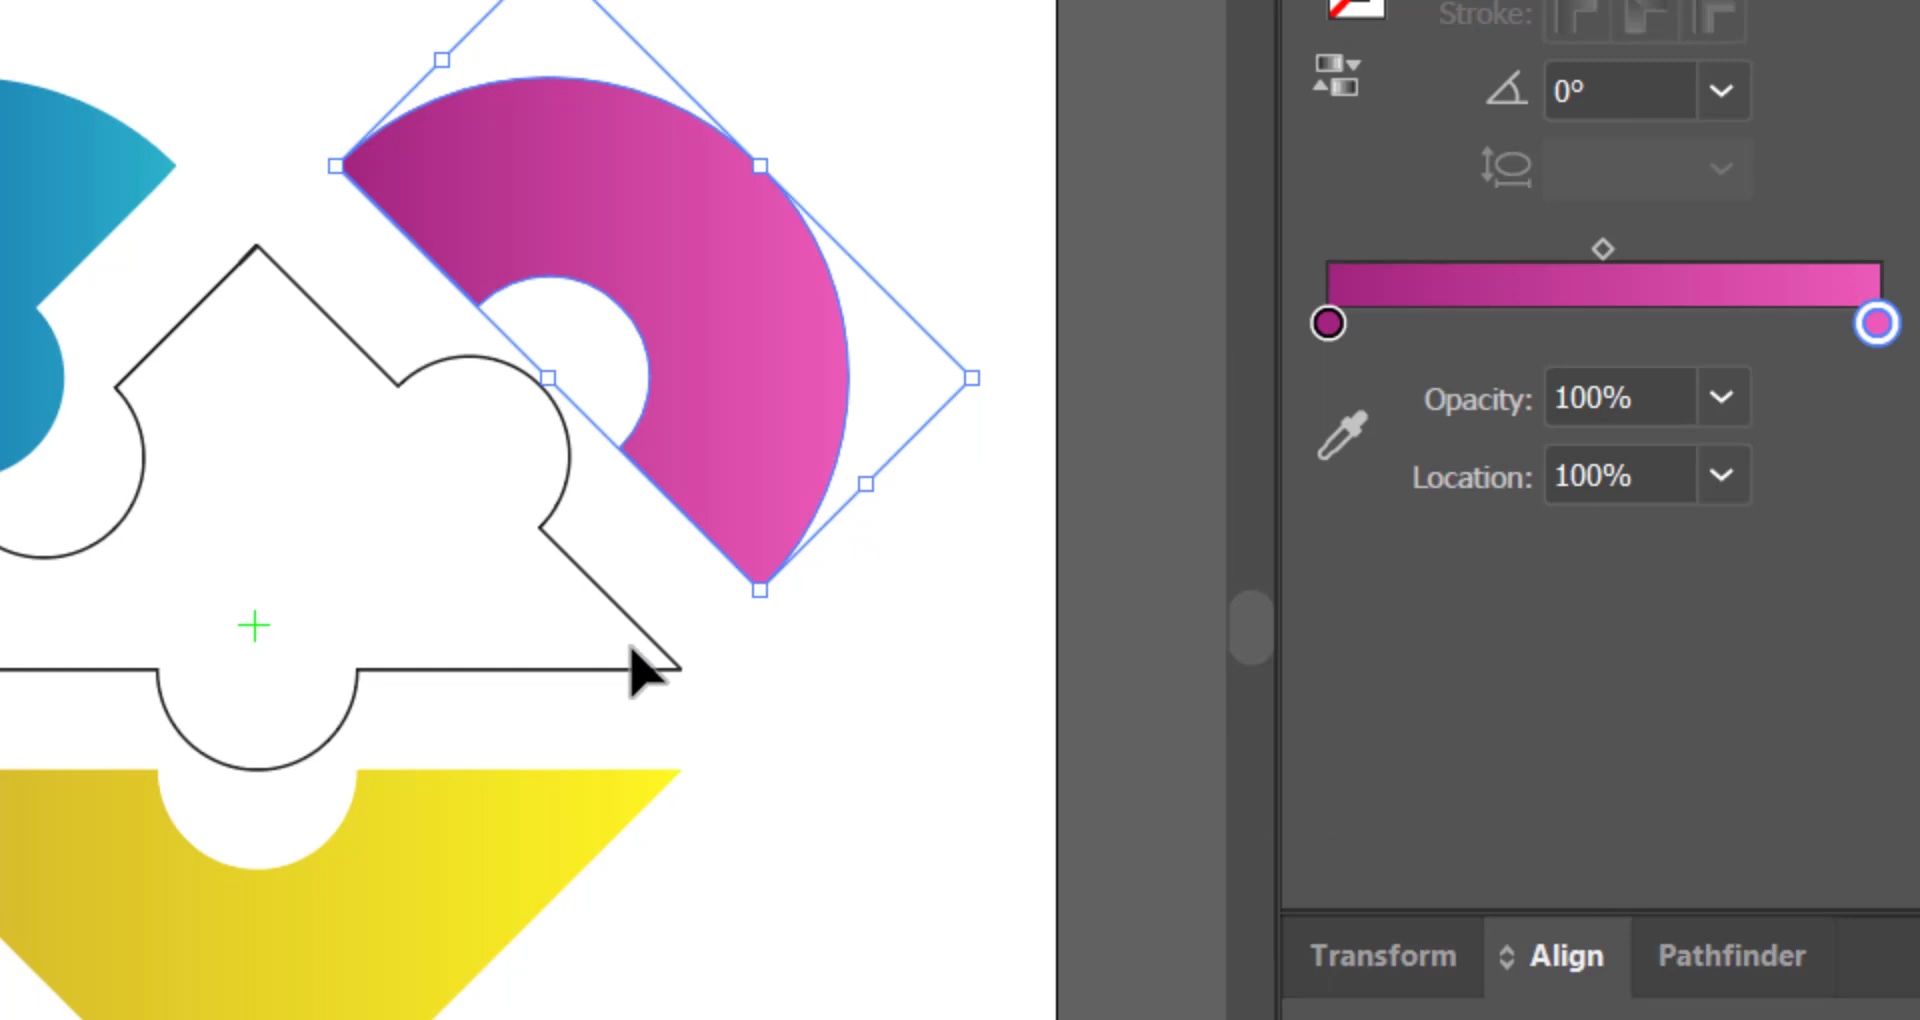 Stroke:
0°
Opacity: 100%
Location: 100%
Transform Align Pathfinder